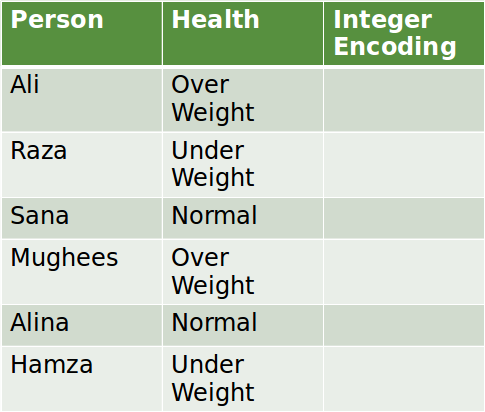 Person Health Integer Encoding
Ali Over Weight
Raza Under Weight
Sana Normal
Mughees Over Weight
Alina Normal
Hamza Under Weight